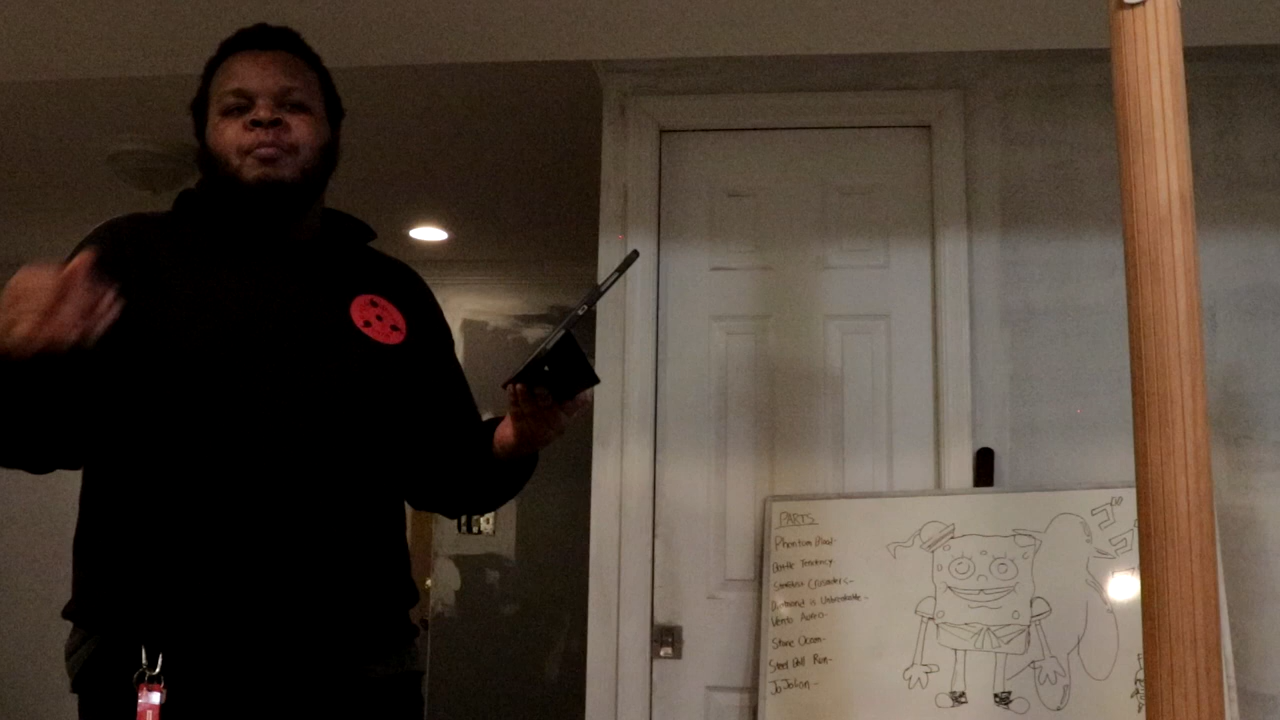 PARTS
Phantom Blood-
Battle Tendency
Stardust Crusaders-
Diamond is Unbreakable-
Vento Aureo-
Stone Ocean-
Steel Ball Run-
JoJolion-